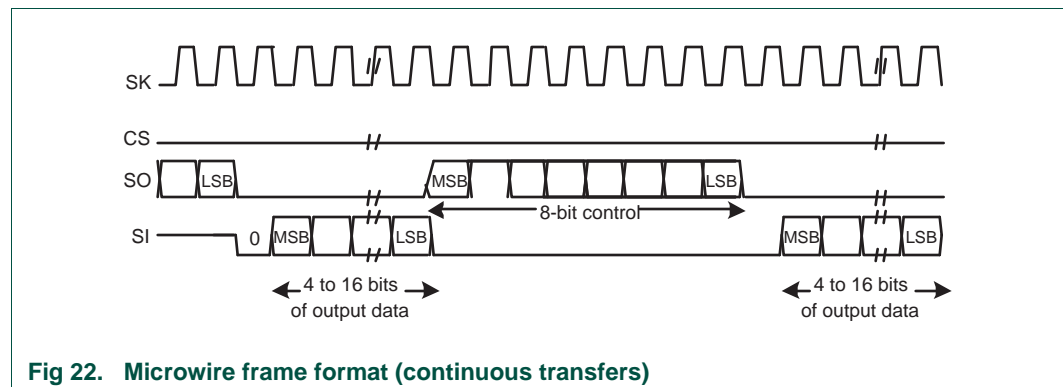 SK
CS
SO
LSB
MSB
LSB
8-bit control
SI
0
MSB
LSB
MSB
LSB
4 to 16 bits
of output data
4 to 16 bits
of output data
Fig 22. Microwire frame format (continuous transfers)